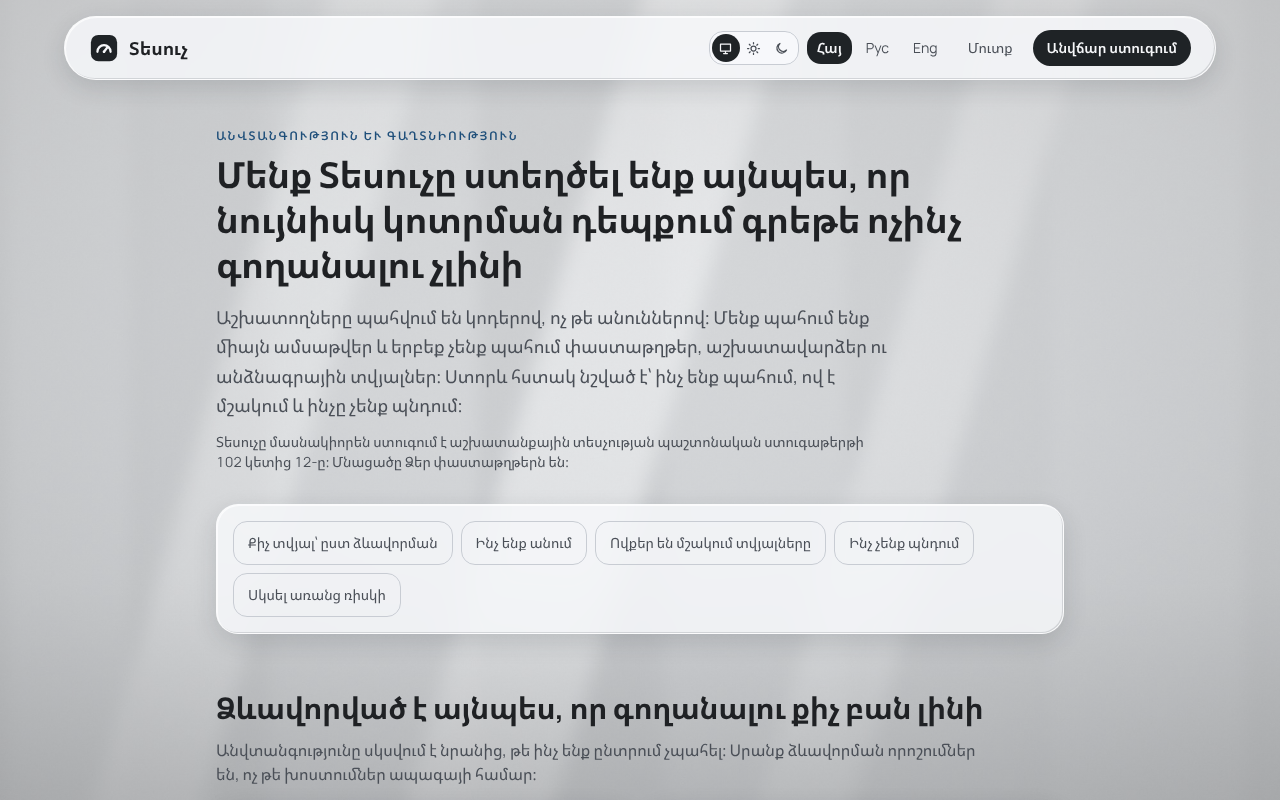 Տեսուչ
Հայ Рус Eng Մուտք Անվճար ստուգում
ԱՆՎՏԱՆԳՈՒԹՅՈՒՆ ԵՒ ԳԱՂՏՆԻՈՒԹՅՈՒՆ
Մենք Տեսուչը ստեղծել ենք այնպես, որ
նույնիսկ կոտրման դեպքում գրեթե ոչինչ
գողանալու չլինի
Աշխատողները պահվում են կոդերով, ոչ թե անուններով: Մենք պահում ենք
միայն ամսաթվեր և երբեք չենք պահում փաստաթղթեր, աշխատավարձեր ու
անձնագրային տվյալներ: Ստորև հստակ նշված է՝ ինչ ենք պահում, ով է
մշակում և ինչը չենք պնդում:
Տեսուչը մասնակիորեն ստուգում է աշխատանքային տեսչության պաշտոնական ստուգաթերթի
102 կետից 12-ը: Մնացածը Ձեր փաստաթղթերն են:
Քիչ տվյալ՝ ըստ ձևավորման Ինչ ենք անում Ովքեր են մշակում տվյալները Ինչ չենք պնդում
Սկսել առանց ռիսկի
Ձևավորված է այնպես, որ գողանալու քիչ բան լինի
Անվտանգությունը սկսվում է նրանից, թե ինչ ենք ընտրում չպահել: Սրանք ձևավորման որոշումներ
են, ոչ թե խոստումներ ապագայի համար: